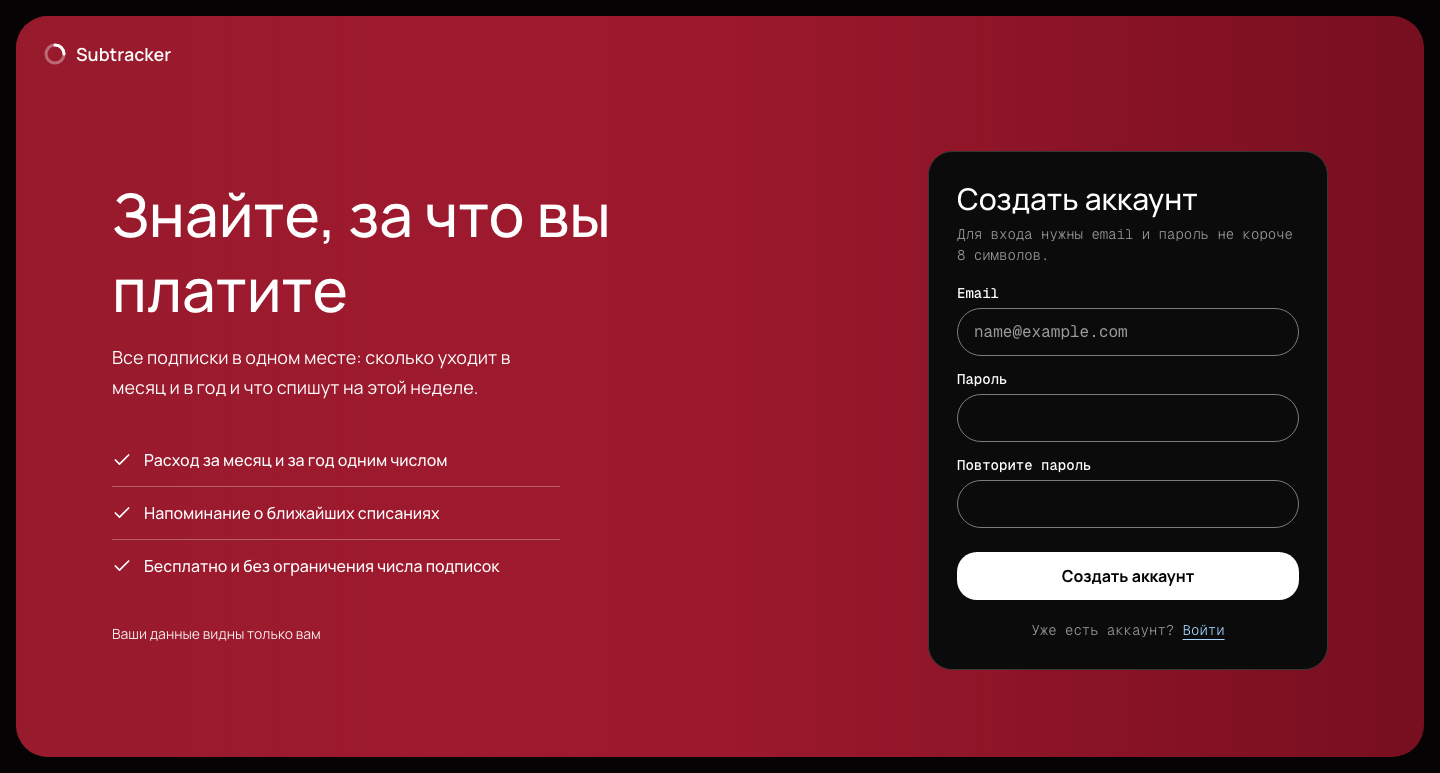 Subtracker
Знайте, за что вы
платите
Все подписки в одном месте: сколько уходит в
месяц и в год и что спишут на этой неделе.
Расход за месяц и за год одним числом
Напоминание о ближайших списаниях
Бесплатно и без ограничения числа подписок
Ваши данные видны только вам
Создать аккаунт
Для входа нужны email и пароль не короче
8 символов.
Email
name@example.com
Пароль
Повторите пароль
Создать аккаунт
Уже есть аккаунт? Войти